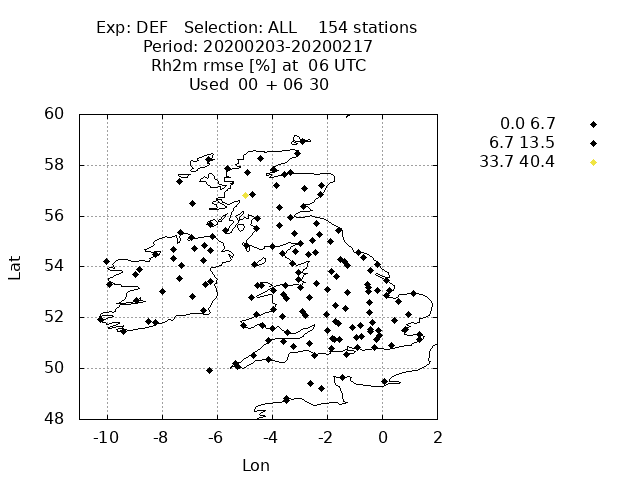 Exp: DEF   Selection: ALL    154 stations
Period: 20200203-20200217
Rh2m rmse [%] at  06 UTC
Used  00  + 06 30
0.0 6.7
6.7 13.5
33.7 40.4
60
58
56
54
52
50
48
Lat
-10 -8 -6 -4 -2 0 2
Lon